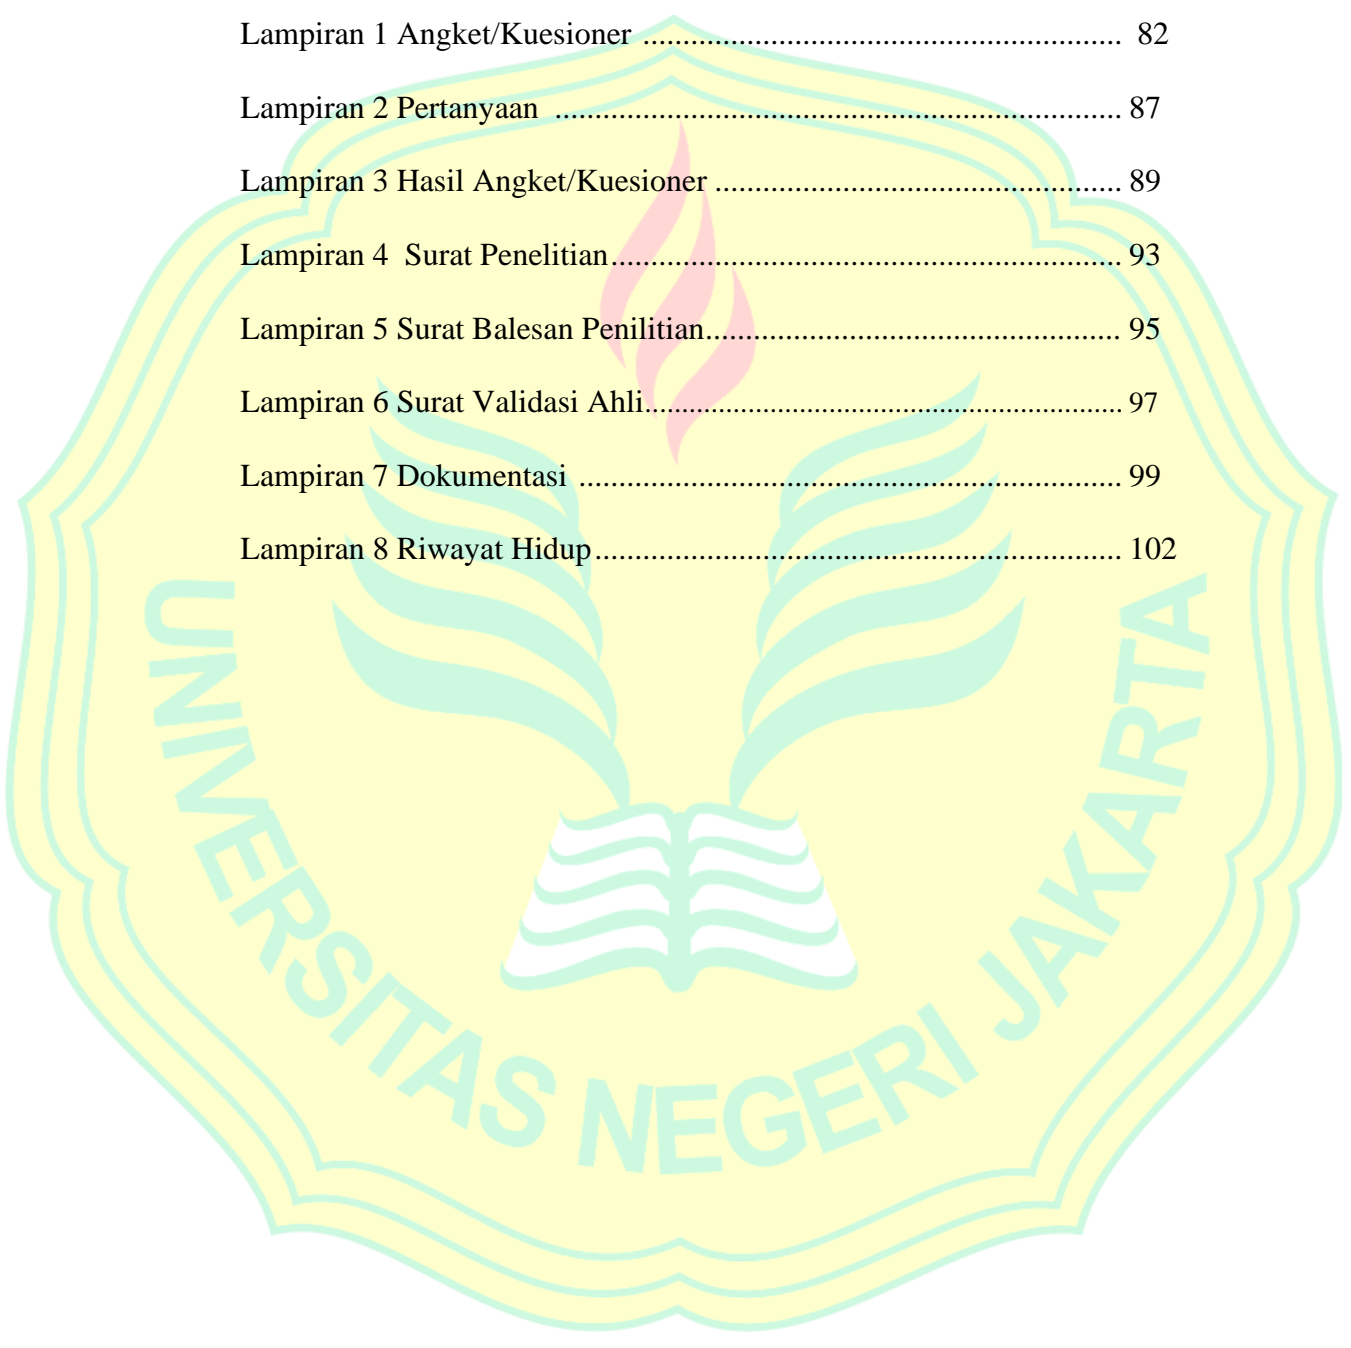 Lampiran 1 Angket/Kuesioner ............................................................ 82
Lampiran 2 Pertanyaan ....................................................................... 87
Lampiran 3 Hasil Angket/Kuesioner ................................................... 89
Lampiran 4 Surat Penelitian................................................................ 93
Lampiran 5 Surat Balesan Penilitian.................................................... 95
Lampiran 6 Surat Validasi Ahli............................................................ 97
Lampiran 7 Dokumentasi .................................................................... 99
Lampiran 8 Riwayat Hidup.................................................................. 102
UNIVERSITAS NEGERI JAKARTA